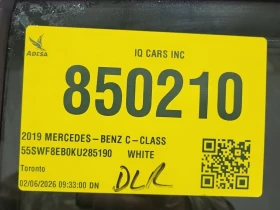 ADESA
IQ CARS INC
850210
2019 MERCEDES-BENZ C-CLASS
55SWF8EB0KU285190 WHITE
Toronto
02/06/2026 09:33:00 DN
DLR